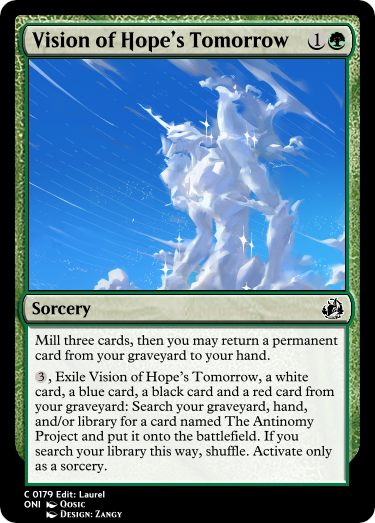 Vision of Hope's Tomorrow 1
Sorcery
Mill three cards, then you may return a permanent
card from your graveyard to your hand.
3, Exile Vision of Hope's Tomorrow, a white
card, a blue card, a black card and a red card from
your graveyard: Search your graveyard, hand,
and/or library for a card named The Antinomy
Project and put it onto the battlefield. If you
search your library this way, shuffle. Activate only
as a sorcery.
C 0179 Edit: Laurel
ONI Oosic
Design: Zangy